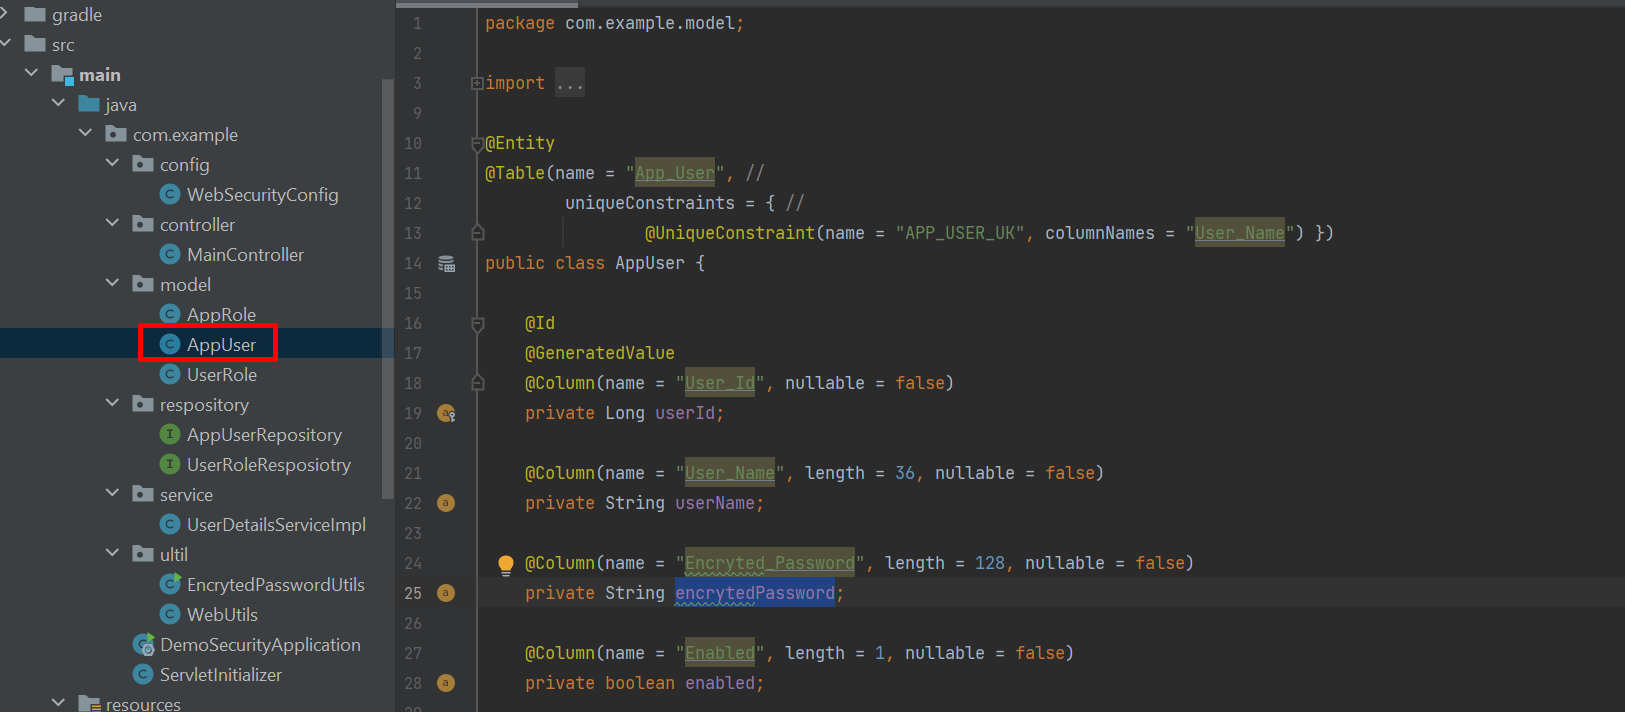 gradle
src
main
java
com.example
config
WebSecurityConfig
controller
MainController
model
AppRole
AppUser
UserRole
respository
AppUserRepository
UserRoleResposiotry
service
UserDetailsServiceImpl
ultil
EncrytedPasswordUtils
WebUtils
DemoSecurityApplication
ServletInitializer
resources
1 package com.example.model;
2
3 import ...
9
10 @Entity
11 @Table(name = "App_User", //
12 uniqueConstraints = { //
13 @UniqueConstraint(name = "APP_USER_UK", columnNames = "User_Name") })
14 public class AppUser {
15
16 @Id
17 @GeneratedValue
18 @Column(name = "User_Id", nullable = false)
19 private Long userId;
20
21 @Column(name = "User_Name", length = 36, nullable = false)
22 private String userName;
23
24 @Column(name = "Encryted_Password", length = 128, nullable = false)
25 private String encrytedPassword;
26
27 @Column(name = "Enabled", length = 1, nullable = false)
28 private boolean enabled;